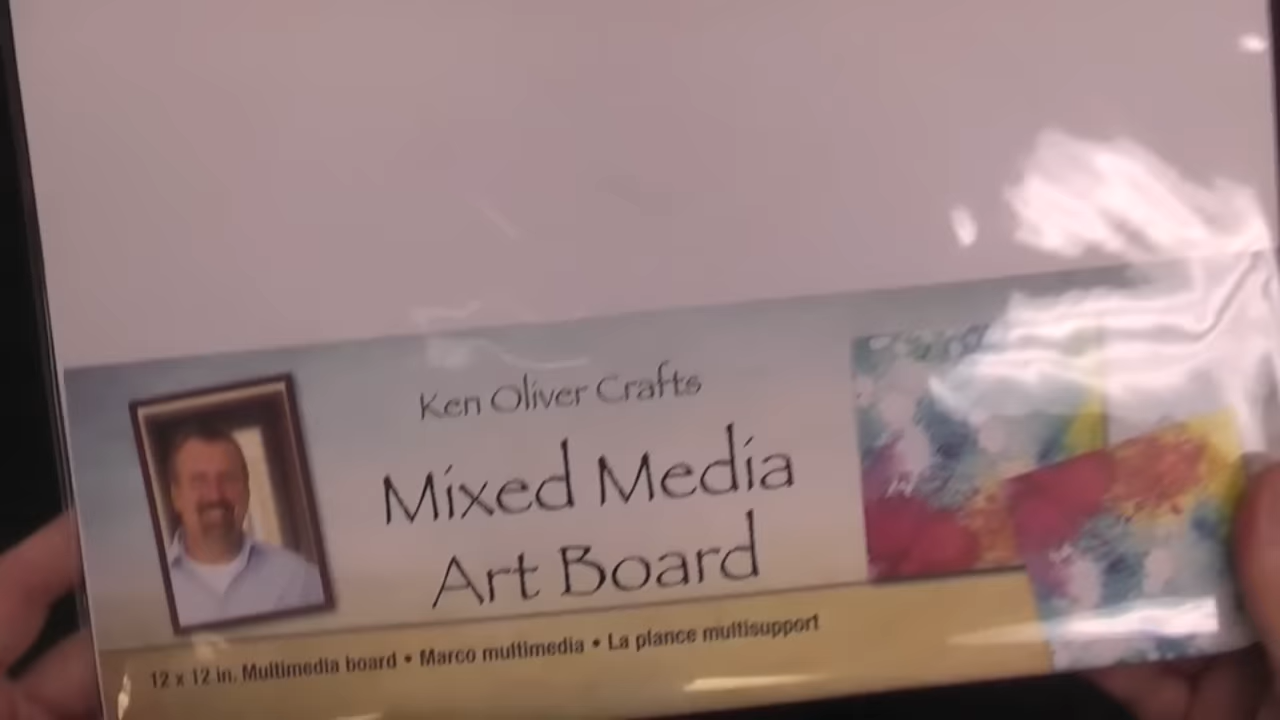 Ken Oliver Crafts
Mixed Media
Art Board
12 x 12 in. Multimedia board • Marco multimedia • La plance multisupport